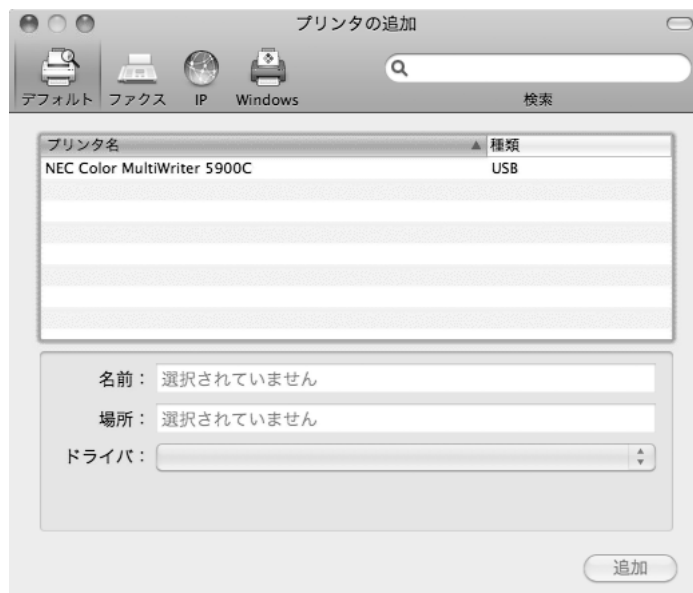 プリンタの追加
デフォルト ファクス IP Windows 検索
プリンタ名 種類
NEC Color MultiWriter 5900C USB
名前： 選択されていません
場所： 選択されていません
ドライバ：
追加